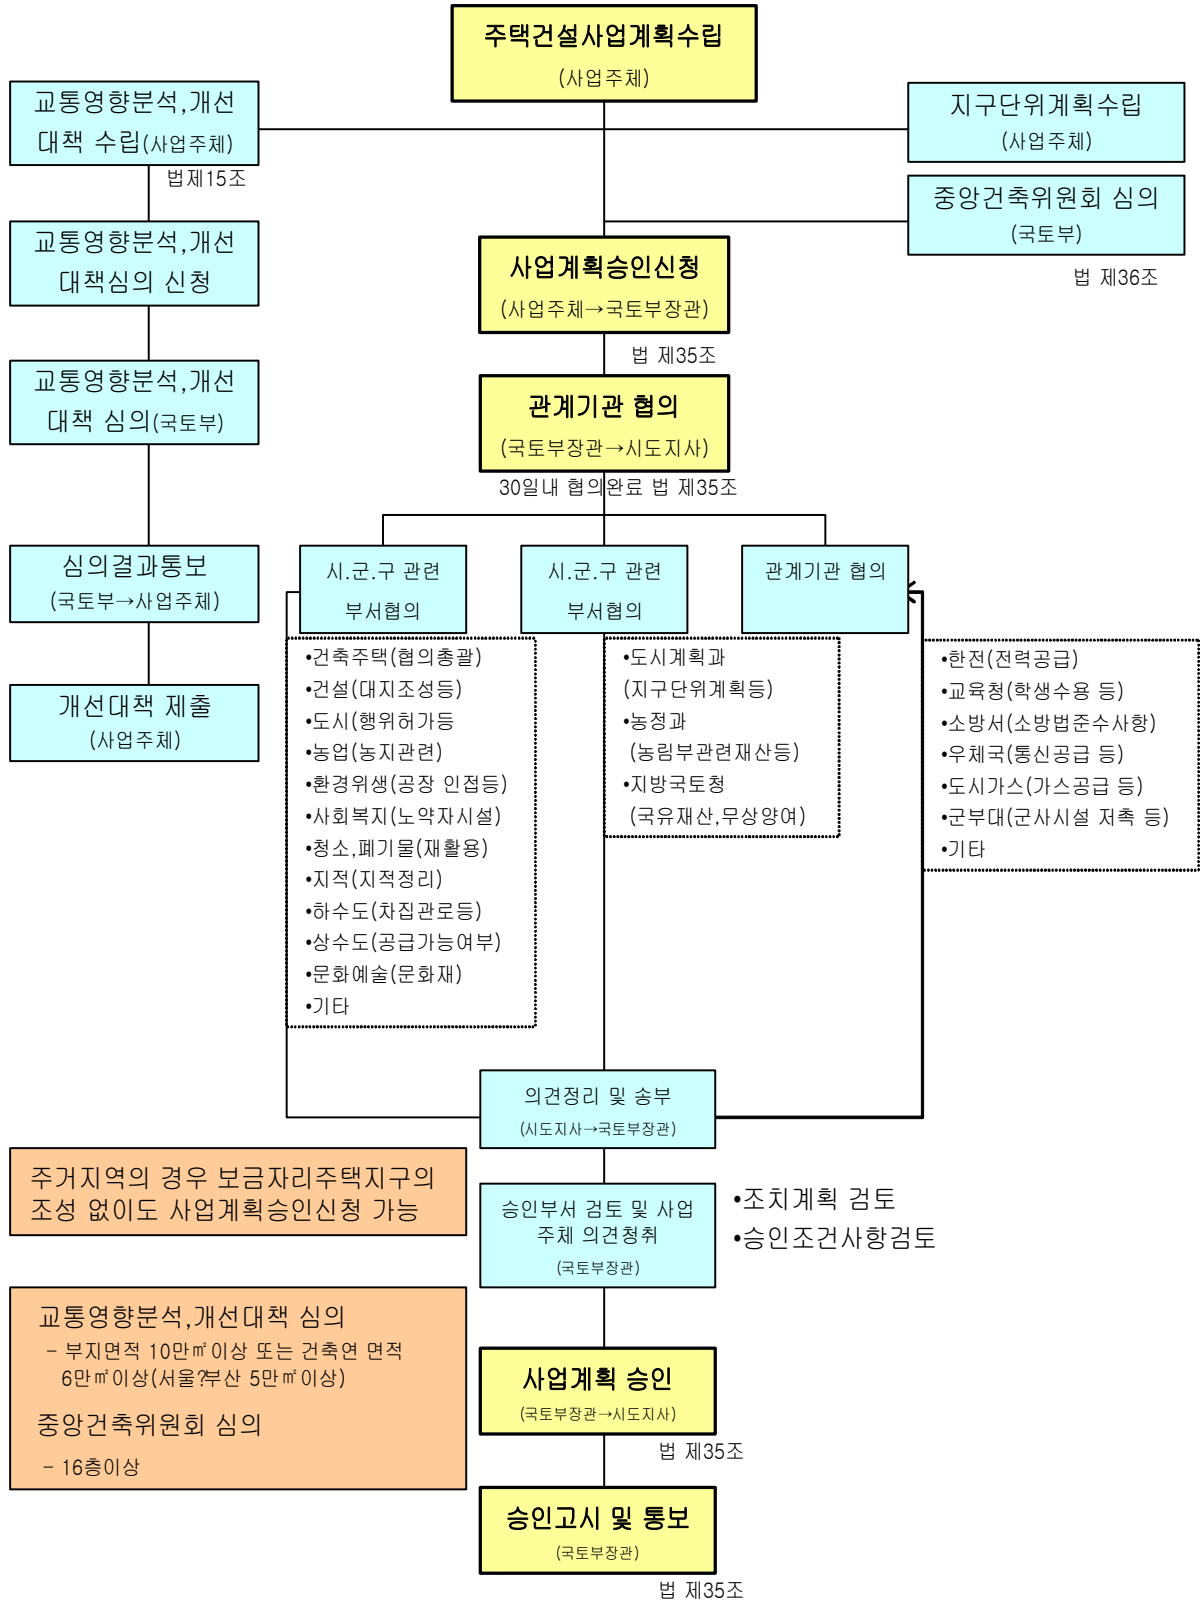 주택건설사업계획수립
(사업주체)
교통영향분석,개선
대책 수립(사업주체)
법제15조
지구단위계획수립
(사업주체)
중앙건축위원회 심의
(국토부)
법 제36조
교통영향분석,개선
대책심의 신청
사업계획승인신청
(사업주체→국토부장관)
법 제35조
교통영향분석,개선
대책 심의(국토부)
관계기관 협의
(국토부장관→시도지사)
30일내 협의완료 법 제35조
심의결과통보
(국토부→사업주체)
개선대책 제출
(사업주체)
시.군.구 관련
부서협의
시.군.구 관련
부서협의
관계기관 협의
•건축주택(협의총괄)
•건설(대지조성등)
•도시(행위허가등
•농업(농지관련)
•환경위생(공장 인접등)
•사회복지(노약자시설)
•청소,폐기물(재활용)
•지적(지적정리)
•하수도(차집관로등)
•상수도(공급가능여부)
•문화예술(문화재)
•기타
•도시계획과
(지구단위계획등)
•농정과
(농림부관련재산등)
•지방국토청
(국유재산,무상양여)
•한전(전력공급)
•교육청(학생수용 등)
•소방서(소방법준수사항)
•우체국(통신공급 등)
•도시가스(가스공급 등)
•군부대(군사시설 저촉 등)
•기타
의견정리 및 송부
(시도지사→국토부장관)
주거지역의 경우 보금자리주택지구의
조성 없이도 사업계획승인신청 가능
승인부서 검토 및 사업
주체 의견청취
(국토부장관)
•조치계획 검토
•승인조건사항검토
교통영향분석,개선대책 심의
– 부지면적 10만㎡이상 또는 건축연 면적
6만㎡이상(서울?부산 5만㎡이상)
중앙건축위원회 심의
– 16층이상
사업계획 승인
(국토부장관→시도지사)
법 제35조
승인고시 및 통보
(국토부장관)
법 제35조